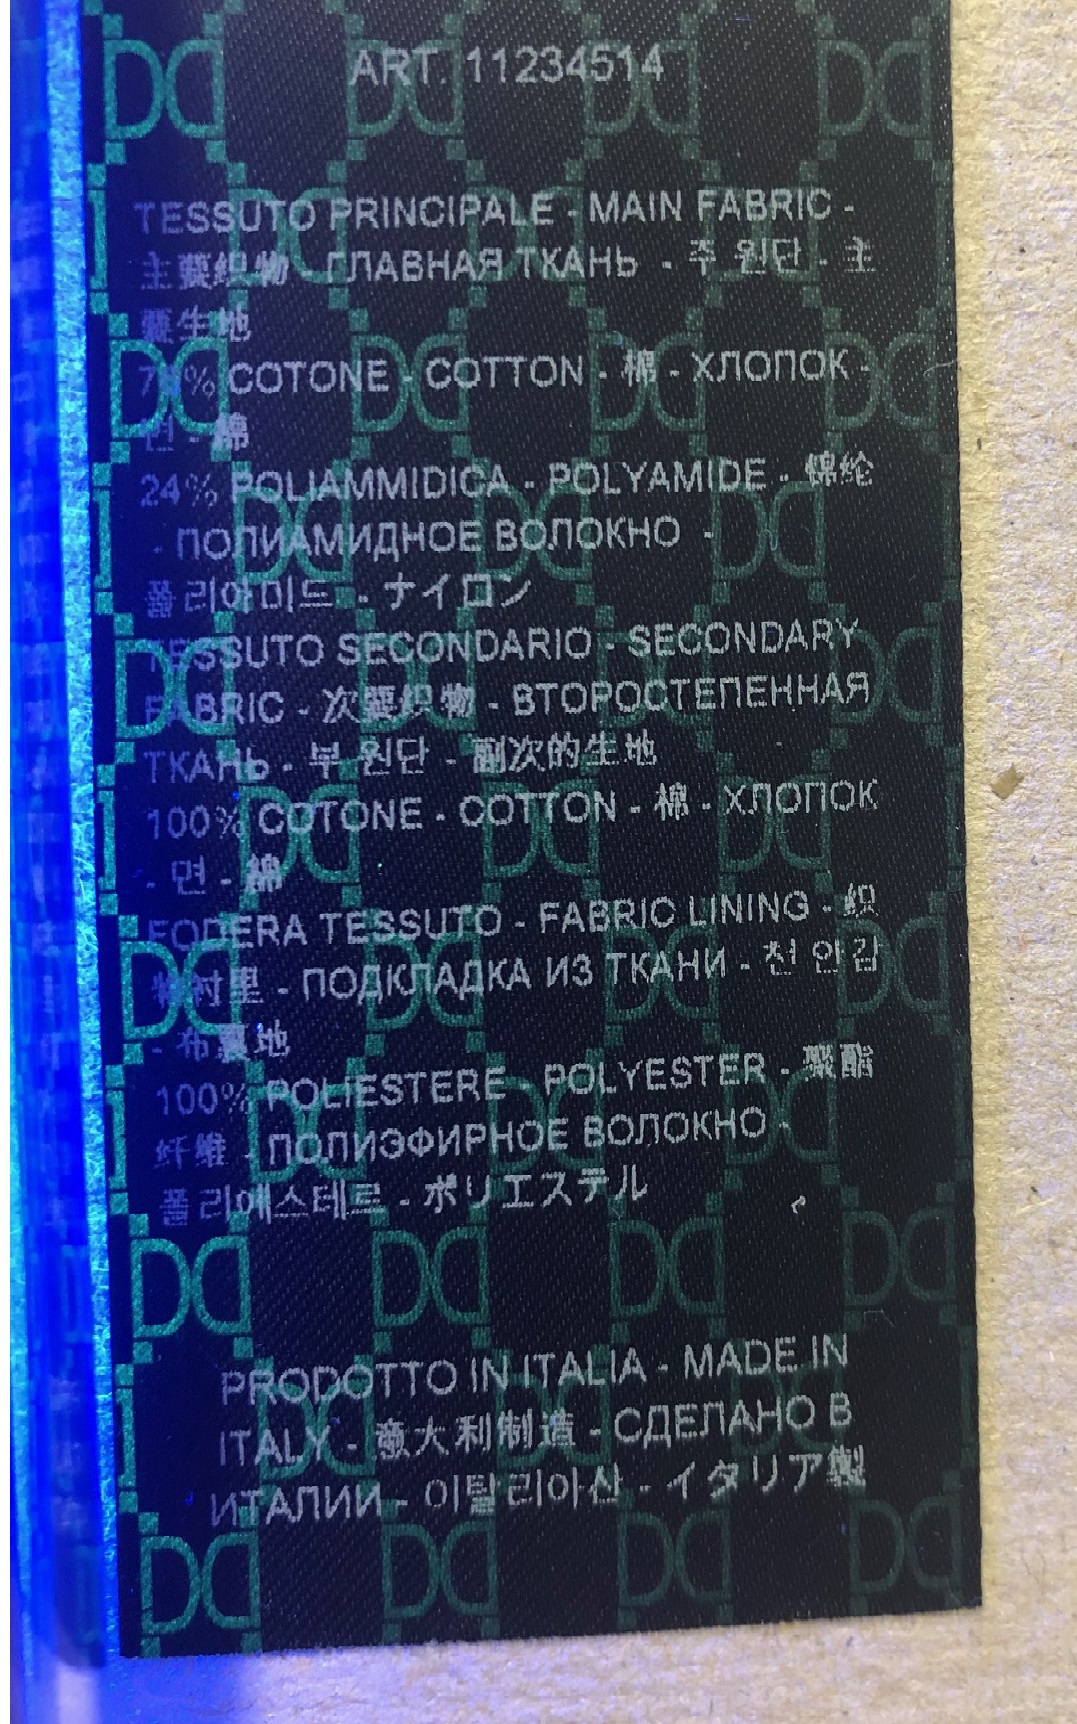 ART. 11234514
TESSUTO PRINCIPALE - MAIN FABRIC -
主要织物 - ГЛАВНАЯ ТКАНЬ - 주 원단 - 主
要生地
COTONE - COTTON - 棉 - ХЛОПОК -
면 - 綿
24% POLIAMMIDICA - POLYAMIDE - 锦纶
- ПОЛИАМИДНОЕ ВОЛОКНО -
폴리아미드 - ナイロン
TESSUTO SECONDARIO - SECONDARY
FABRIC - 次要织物 - ВТОРОСТЕПЕННАЯ
ТКАНЬ - 부 원단 - 副次的生地
100% COTONE - COTTON - 棉 - ХЛОПОК
- 면 - 綿
FODERA TESSUTO - FABRIC LINING - 织
物衬里 - ПОДКЛАДКА ИЗ ТКАНИ - 천 안감
- 布裏地
100% POLIESTERE - POLYESTER - 聚酯
纤维 - ПОЛИЭФИРНОЕ ВОЛОКНО -
폴리에스테르 - ポリエステル
PRODOTTO IN ITALIA - MADE IN
ITALY - 意大利制造 - СДЕЛАНО В
ИТАЛИИ - 이탈리아산 - イタリア製